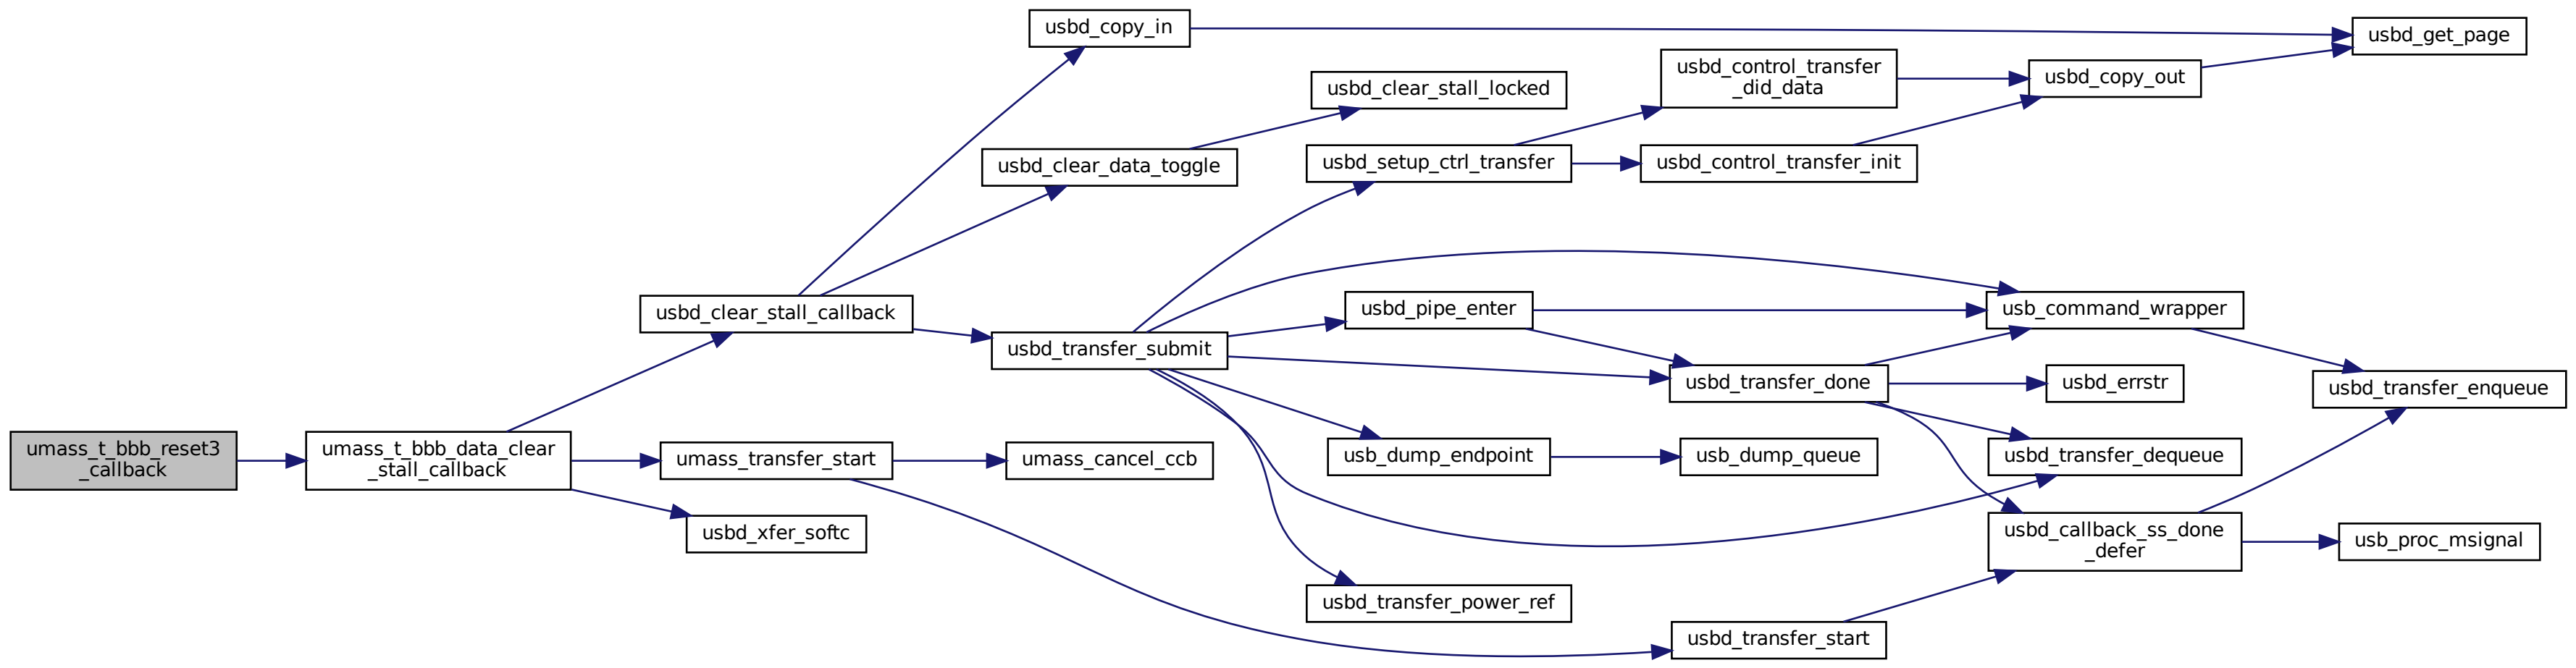 usbd_copy_in
usbd_get_page
usbd_control_transfer
_did_data
usbd_copy_out
usbd_clear_stall_locked
usbd_clear_data_toggle
usbd_setup_ctrl_transfer
usbd_control_transfer_init
usbd_clear_stall_callback
usbd_pipe_enter
usb_command_wrapper
usbd_transfer_submit
usbd_transfer_done
usbd_errstr
usbd_transfer_enqueue
umass_t_bbb_reset3
_callback
umass_t_bbb_data_clear
_stall_callback
umass_transfer_start
umass_cancel_ccb
usb_dump_endpoint
usb_dump_queue
usbd_transfer_dequeue
usbd_xfer_softc
usbd_callback_ss_done
_defer
usb_proc_msignal
usbd_transfer_power_ref
usbd_transfer_start